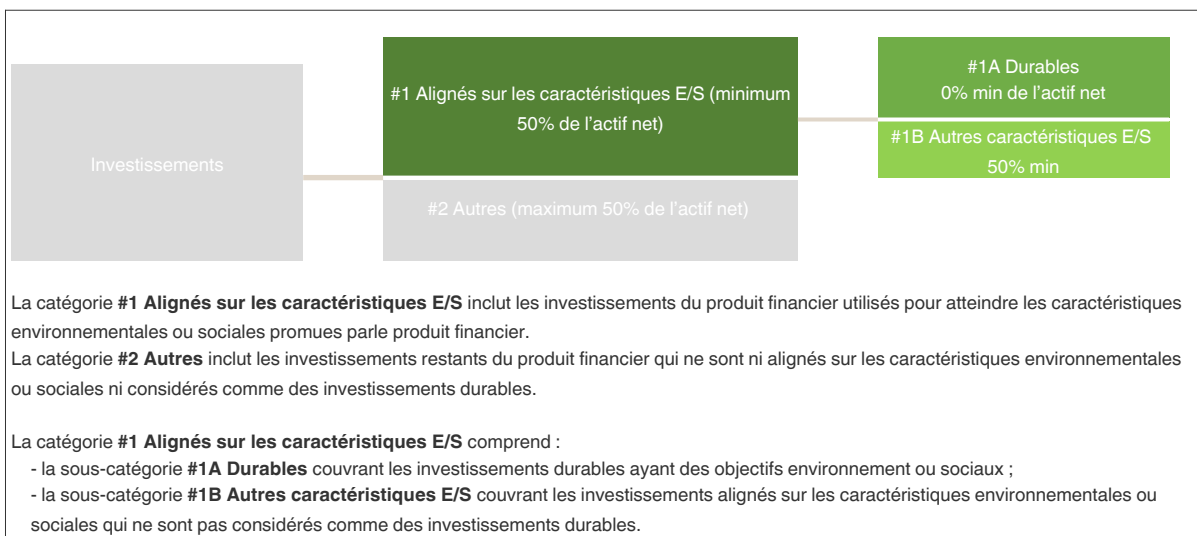 Investissements
#1 Alignés sur les caractéristiques E/S (minimum
50% de l'actif net)
#2 Autres (maximum 50% de l'actif net)
#1A Durables
0% min de l'actif net
#1B Autres caractéristiques E/S
50% min
La catégorie #1 Alignés sur les caractéristiques E/S inclut les investissements du produit financier utilisés pour atteindre les caractéristiques
environnementales ou sociales promues parle produit financier.
La catégorie #2 Autres inclut les investissements restants du produit financier qui ne sont ni alignés sur les caractéristiques environnementales
ou sociales ni considérés comme des investissements durables.
La catégorie #1 Alignés sur les caractéristiques E/S comprend :
- la sous-catégorie #1A Durables couvrant les investissements durables ayant des objectifs environnement ou sociaux ;
- la sous-catégorie #1B Autres caractéristiques E/S couvrant les investissements alignés sur les caractéristiques environnementales ou
sociales qui ne sont pas considérés comme des investissements durables.